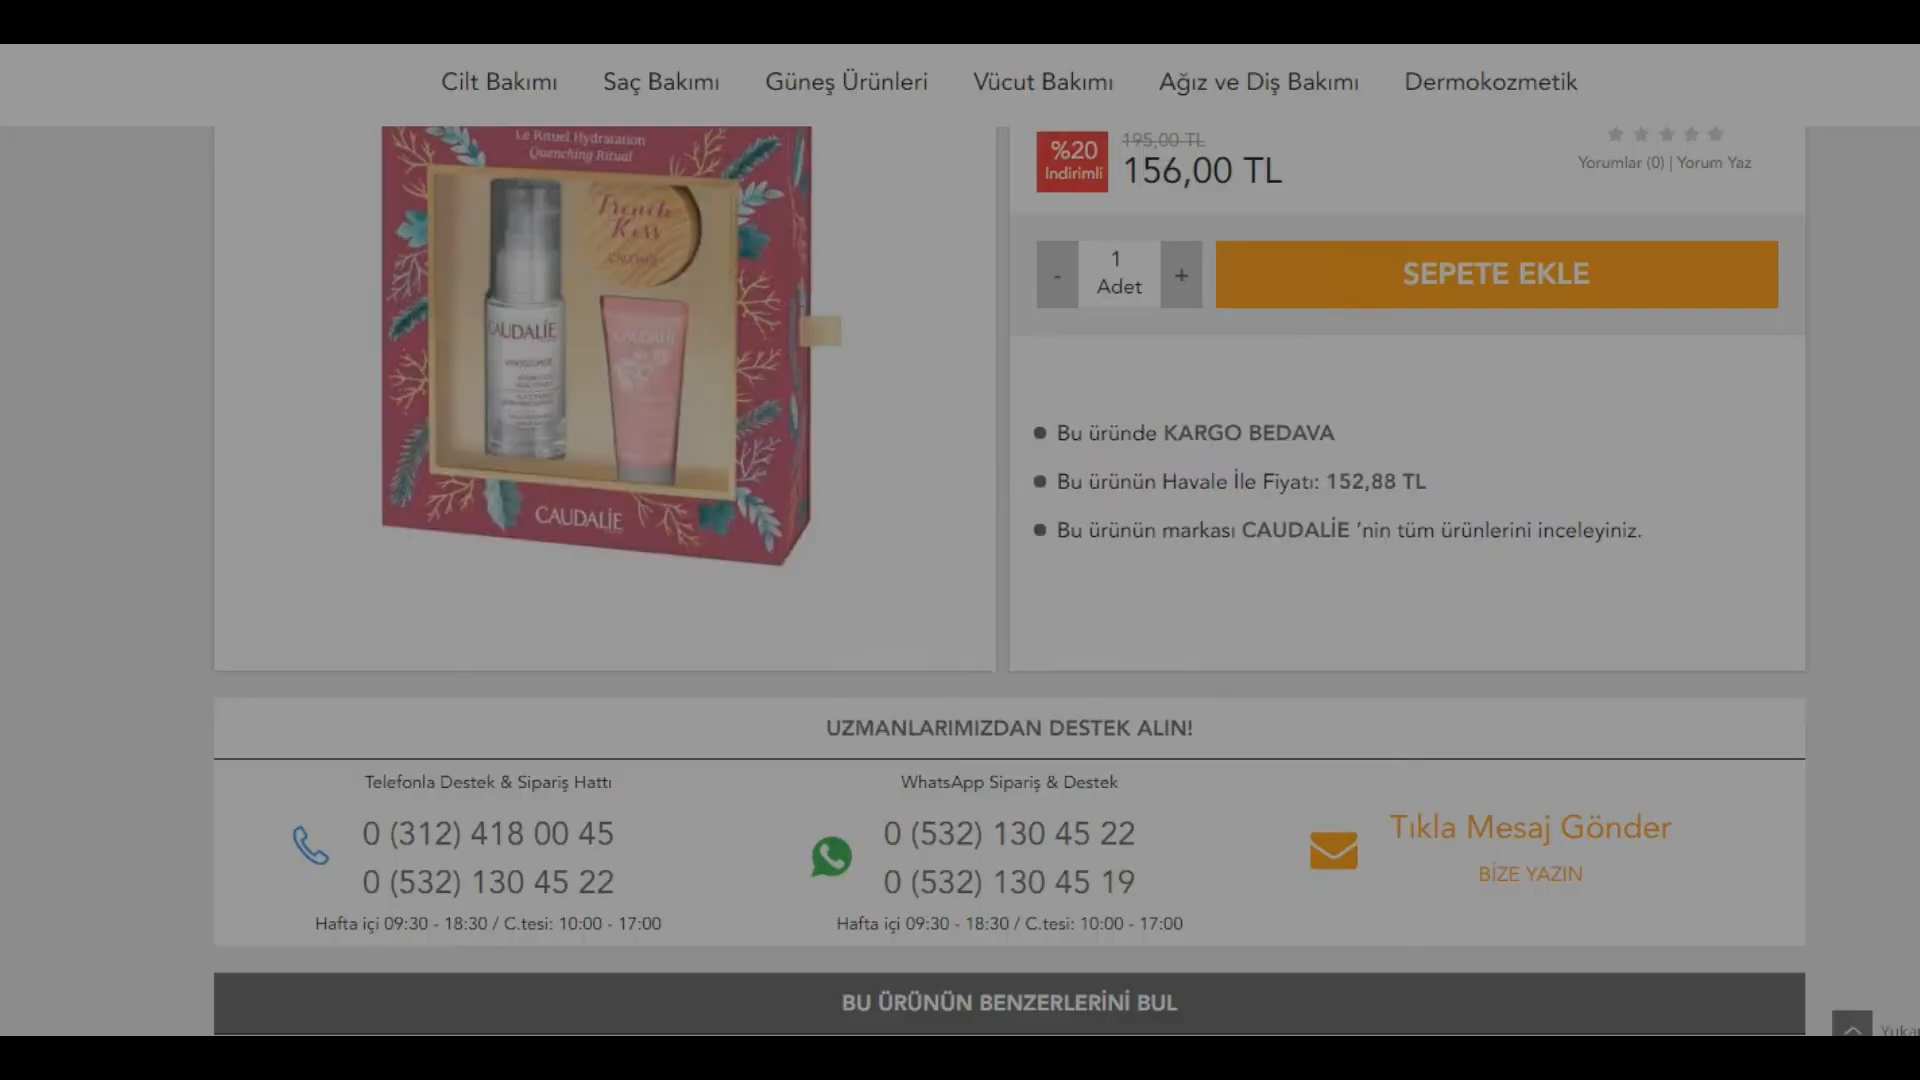 Cilt Bakımı Saç Bakımı Güneş Ürünleri Vücut Bakımı Ağız ve Diş Bakımı Dermokozmetik
Le Rituel Hydratation
Quenching Ritual
French
Kiss
CAUDALIE
CAUDALIE
CAUDALIE
CAUDALIE
%20
Indirimli
195,00 TL
156,00 TL
Yorumlar (0) | Yorum Yaz
-
1
Adet
+
SEPETE EKLE
Bu üründe KARGO BEDAVA
Bu ürünün Havale İle Fiyatı: 152,88 TL
Bu ürünün markası CAUDALİE ’nin tüm ürünlerini inceleyiniz.
UZMANLARIMIZDAN DESTEK ALIN!
Telefonla Destek & Sipariş Hattı
0 (312) 418 00 45
0 (532) 130 45 22
Hafta içi 09:30 - 18:30 / C.tesi: 10:00 - 17:00
WhatsApp Sipariş & Destek
0 (532) 130 45 22
0 (532) 130 45 19
Hafta içi 09:30 - 18:30 / C.tesi: 10:00 - 17:00
Tıkla Mesaj Gönder
BİZE YAZIN
BU ÜRÜNÜN BENZERLERİNİ BUL